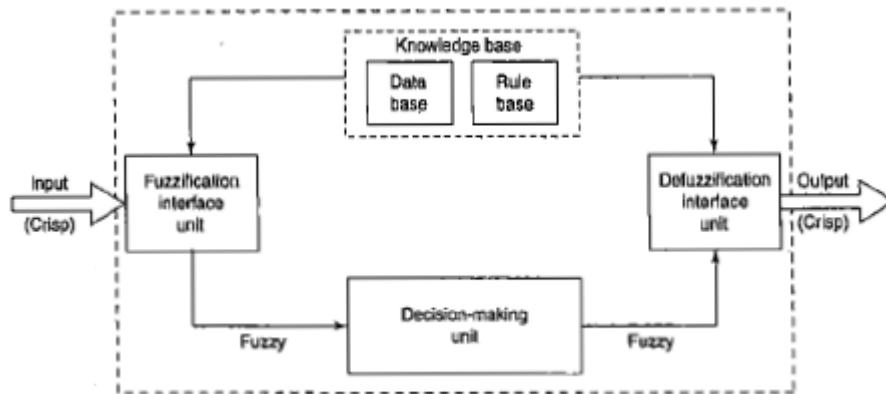 Knowledge base
Data
base
Rule
base
Input
(Crisp)
Fuzzification
interface
unit
Defuzzification
interface
unit
Output
(Crisp)
Decision-making
unit
Fuzzy
Fuzzy